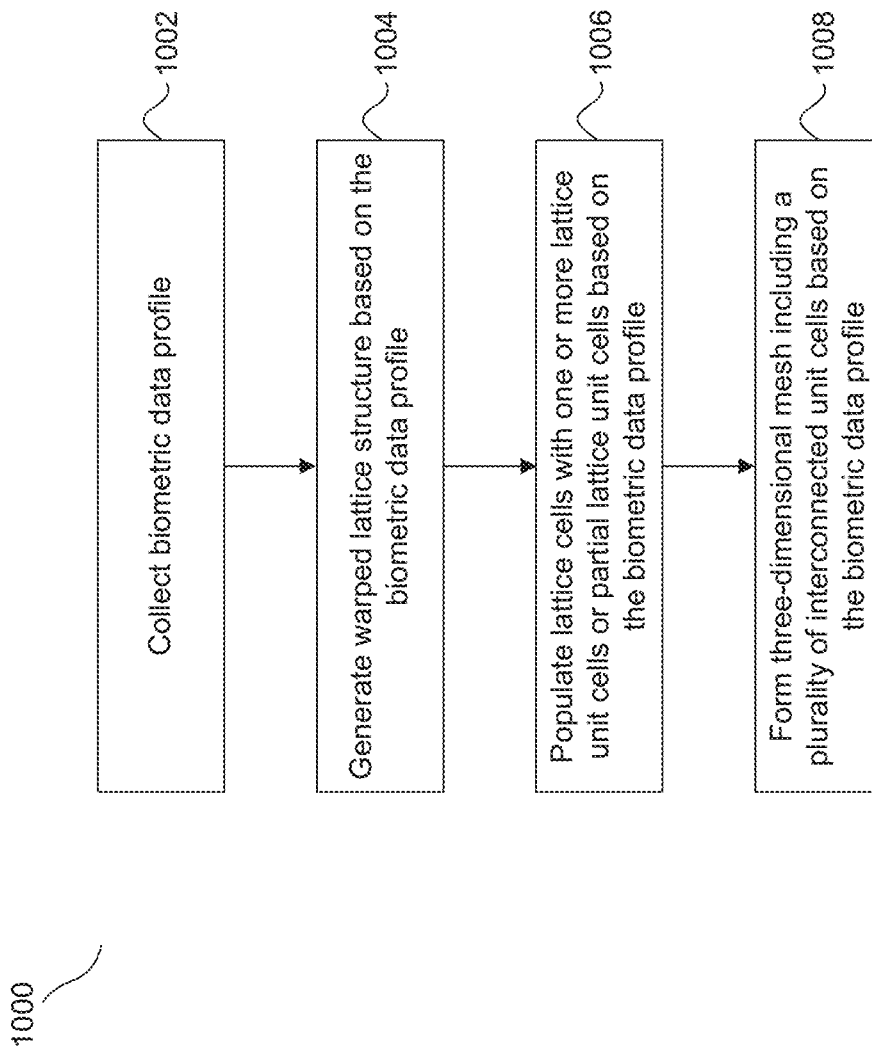 1000
Collect biometric data profile
1002
Generate warped lattice structure based on the
biometric data profile
1004
Populate lattice cells with one or more lattice
unit cells or partial lattice unit cells based on
the biometric data profile
1006
Form three-dimensional mesh including a
plurality of interconnected unit cells based on
the biometric data profile
1008